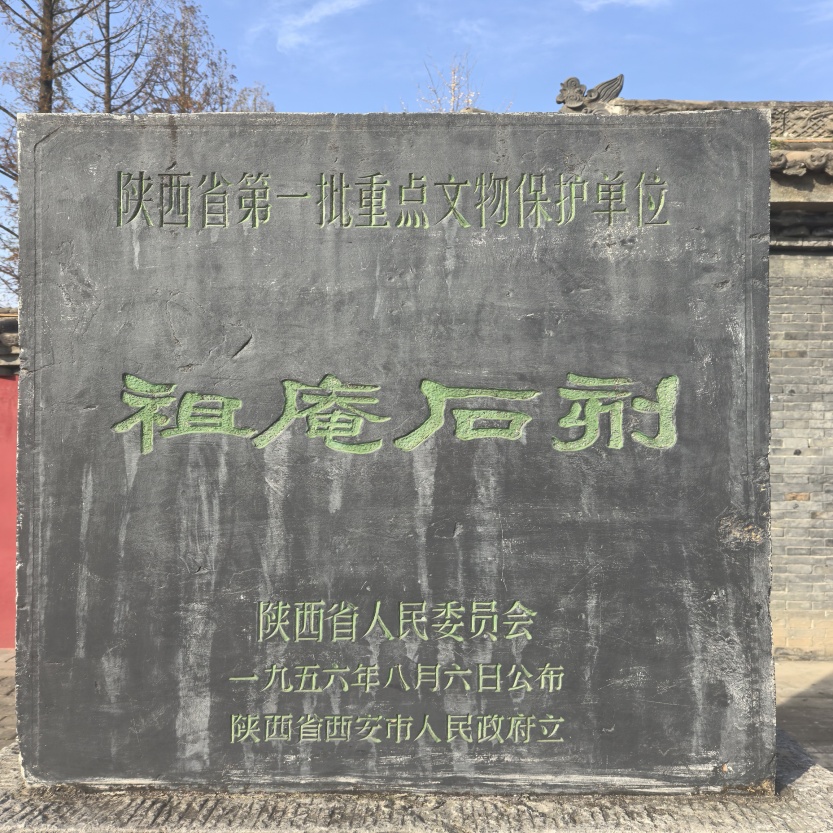 陕西省第一批重点文物保护单位
祖庵石刻
陕西省人民委员会
一九五六年八月六日公布
陕西省西安市人民政府立